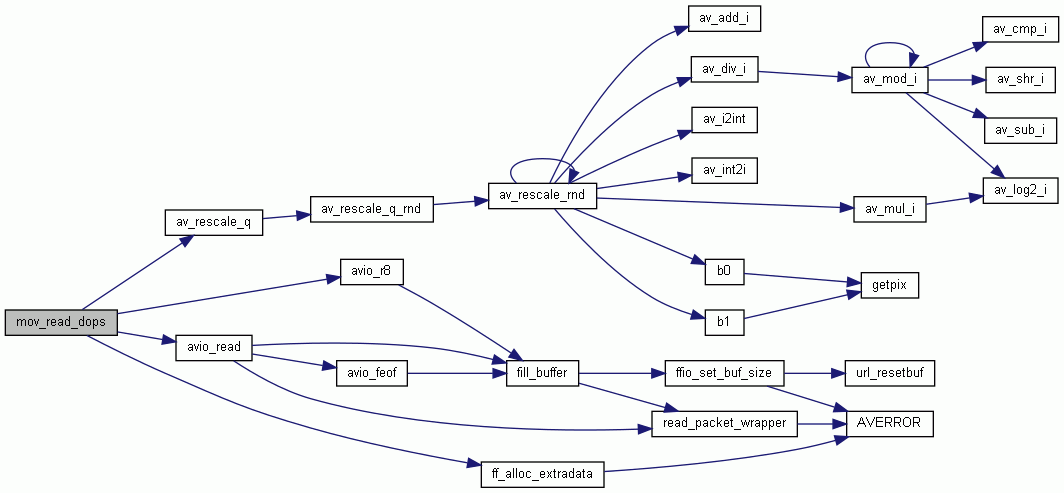 av_add_i
av_cmp_i
av_div_i
av_mod_i
av_shr_i
av_i2int
av_sub_i
av_int2i
av_log2_i
av_rescale_rnd
av_rescale_q_rnd
av_mul_i
av_rescale_q
avio_r8
b0
getpix
mov_read_dops
b1
avio_read
avio_feof
fill_buffer
ffio_set_buf_size
url_resetbuf
read_packet_wrapper
AVERROR
ff_alloc_extradata